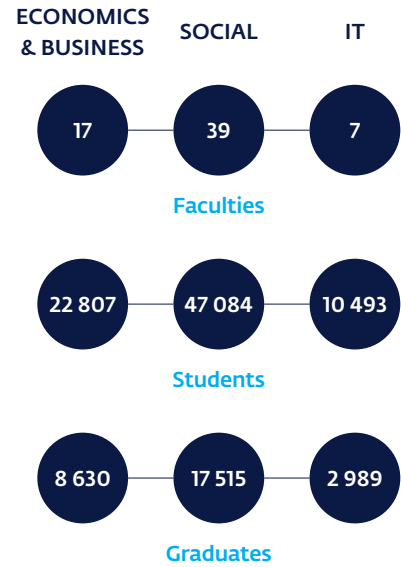 ECONOMICS
& BUSINESS
SOCIAL
IT
17
39
7
Faculties
22 807
47 084
10 493
Students
8 630
17 515
2 989
Graduates